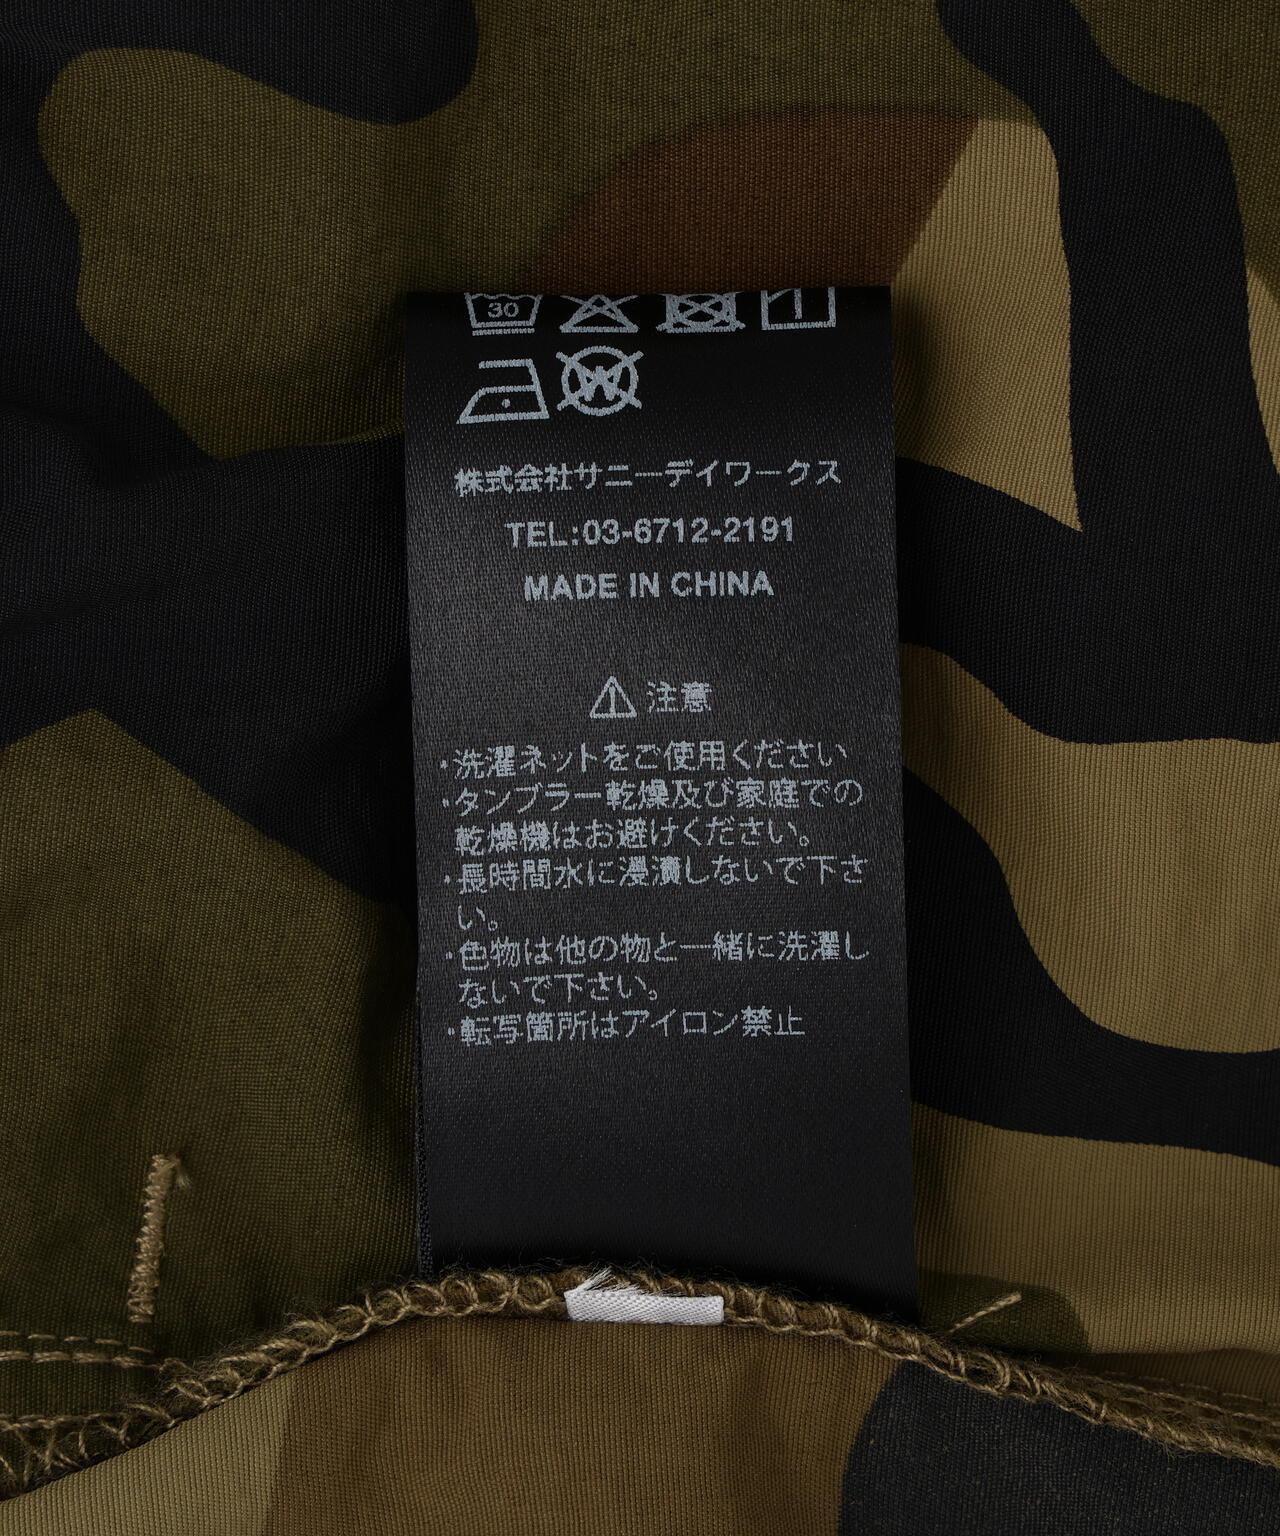 30
W
株式会社サニーデイワークス
TEL:03-6712-2191
MADE IN CHINA
注意
・洗濯ネットをご使用ください
・タンブラー乾燥及び家庭での
乾燥機はお避けください。
・長時間水に浸漬しないで下さ
い。
・色物は他の物と一緒に洗濯し
ないで下さい。
・転写箇所はアイロン禁止